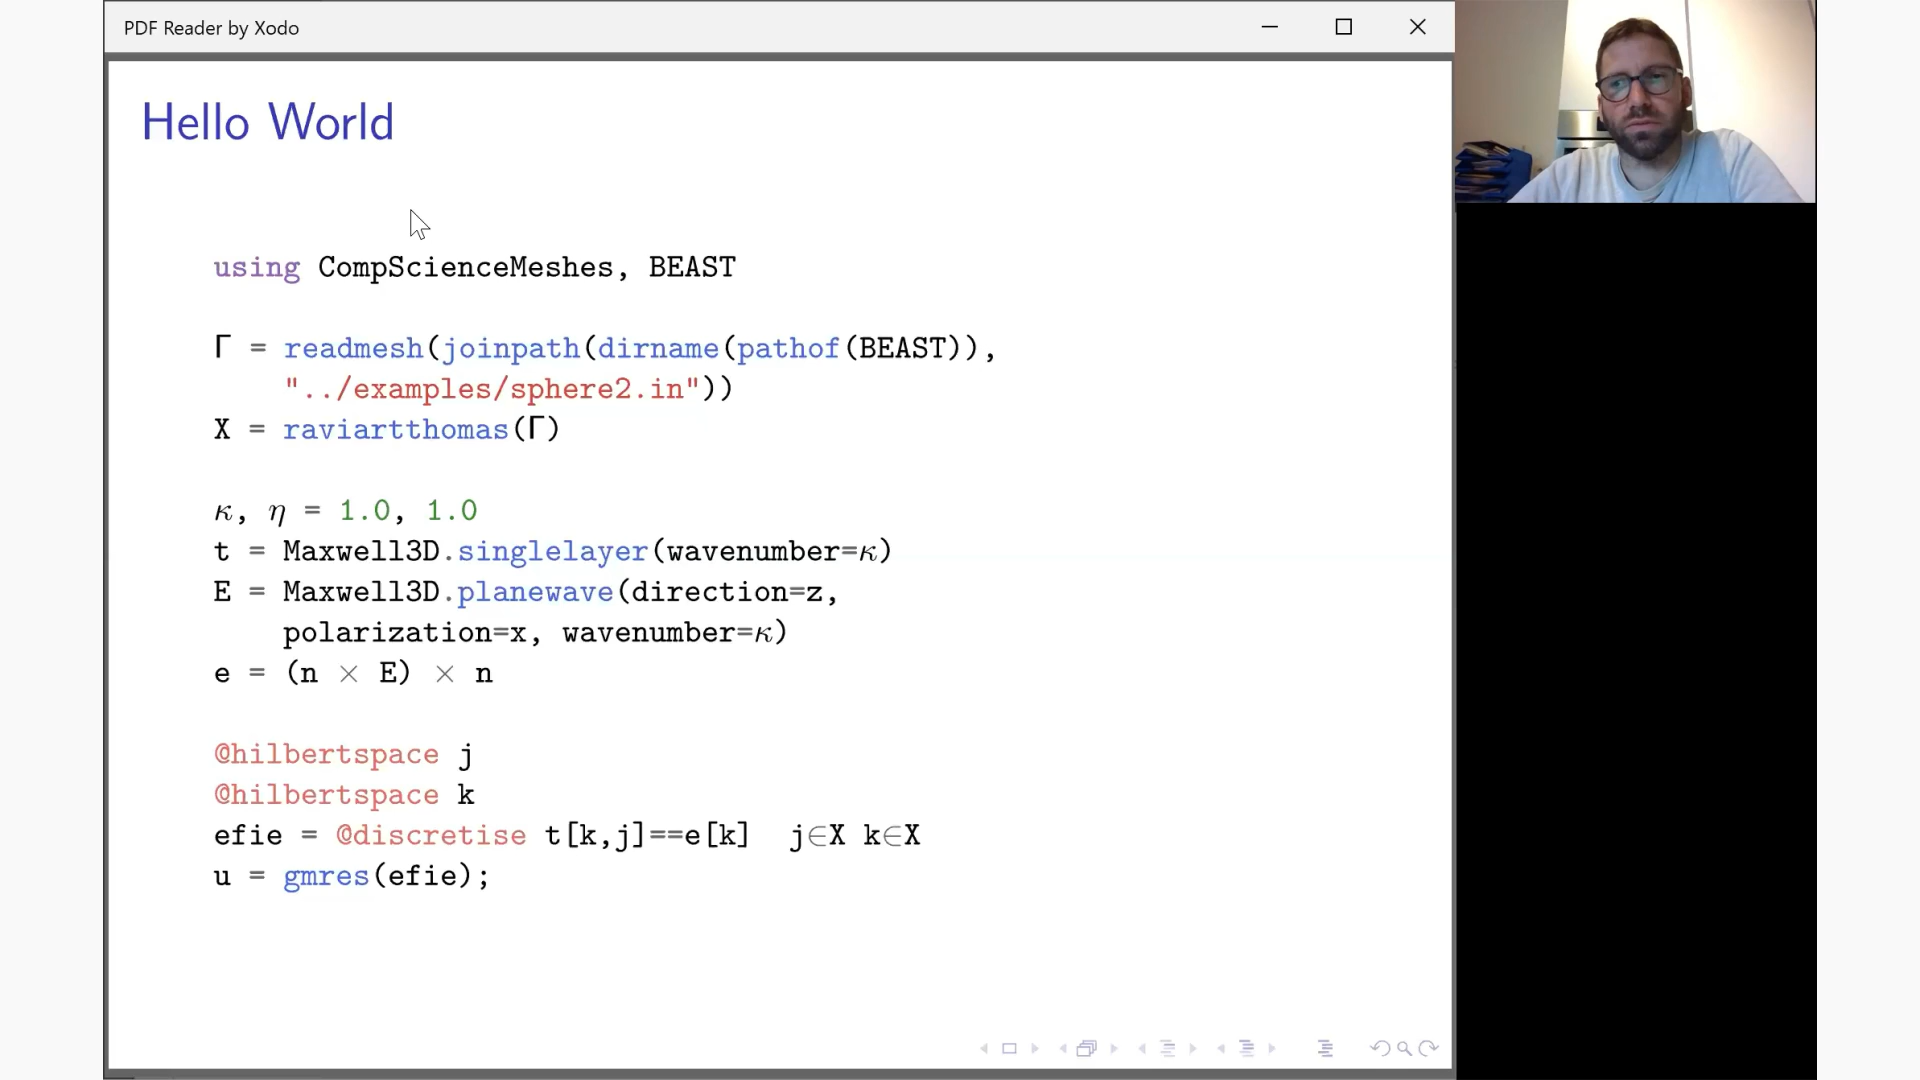 PDF Reader by Xodo
Hello World
using CompScienceMeshes, BEAST
Γ = readmesh(joinpath(dirname(pathof(BEAST)),
"../examples/sphere2.in"))
X = raviartthomas(Γ)
κ, η = 1.0, 1.0
t = Maxwell3D.singlelayer(wavenumber=κ)
E = Maxwell3D.planewave(direction=z,
polarization=x, wavenumber=κ)
e = (n × E) × n
@hilbertspace j
@hilbertspace k
efie = @discretise t[k,j]==e[k] j∈X k∈X
u = gmres(efie);